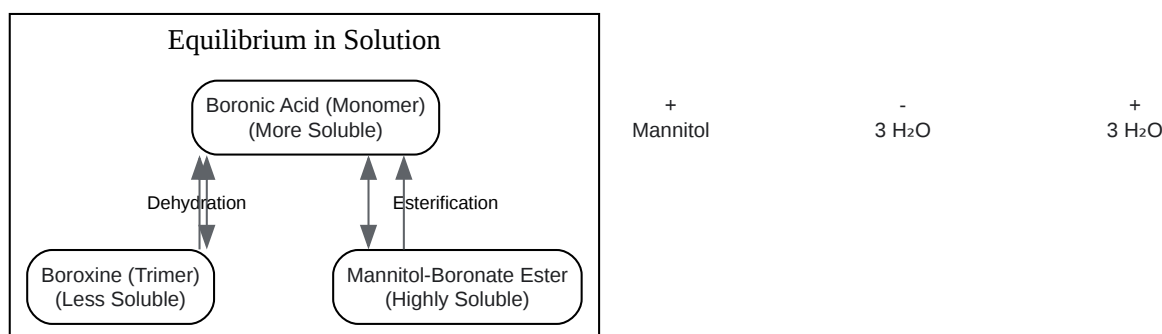 Equilibrium in Solution
Boronic Acid (Monomer)
(More Soluble)
Dehydration
Esterification
Boroxine (Trimer)
(Less Soluble)
Mannitol-Boronate Ester
(Highly Soluble)
+
Mannitol
-
3 H₂O
+
3 H₂O